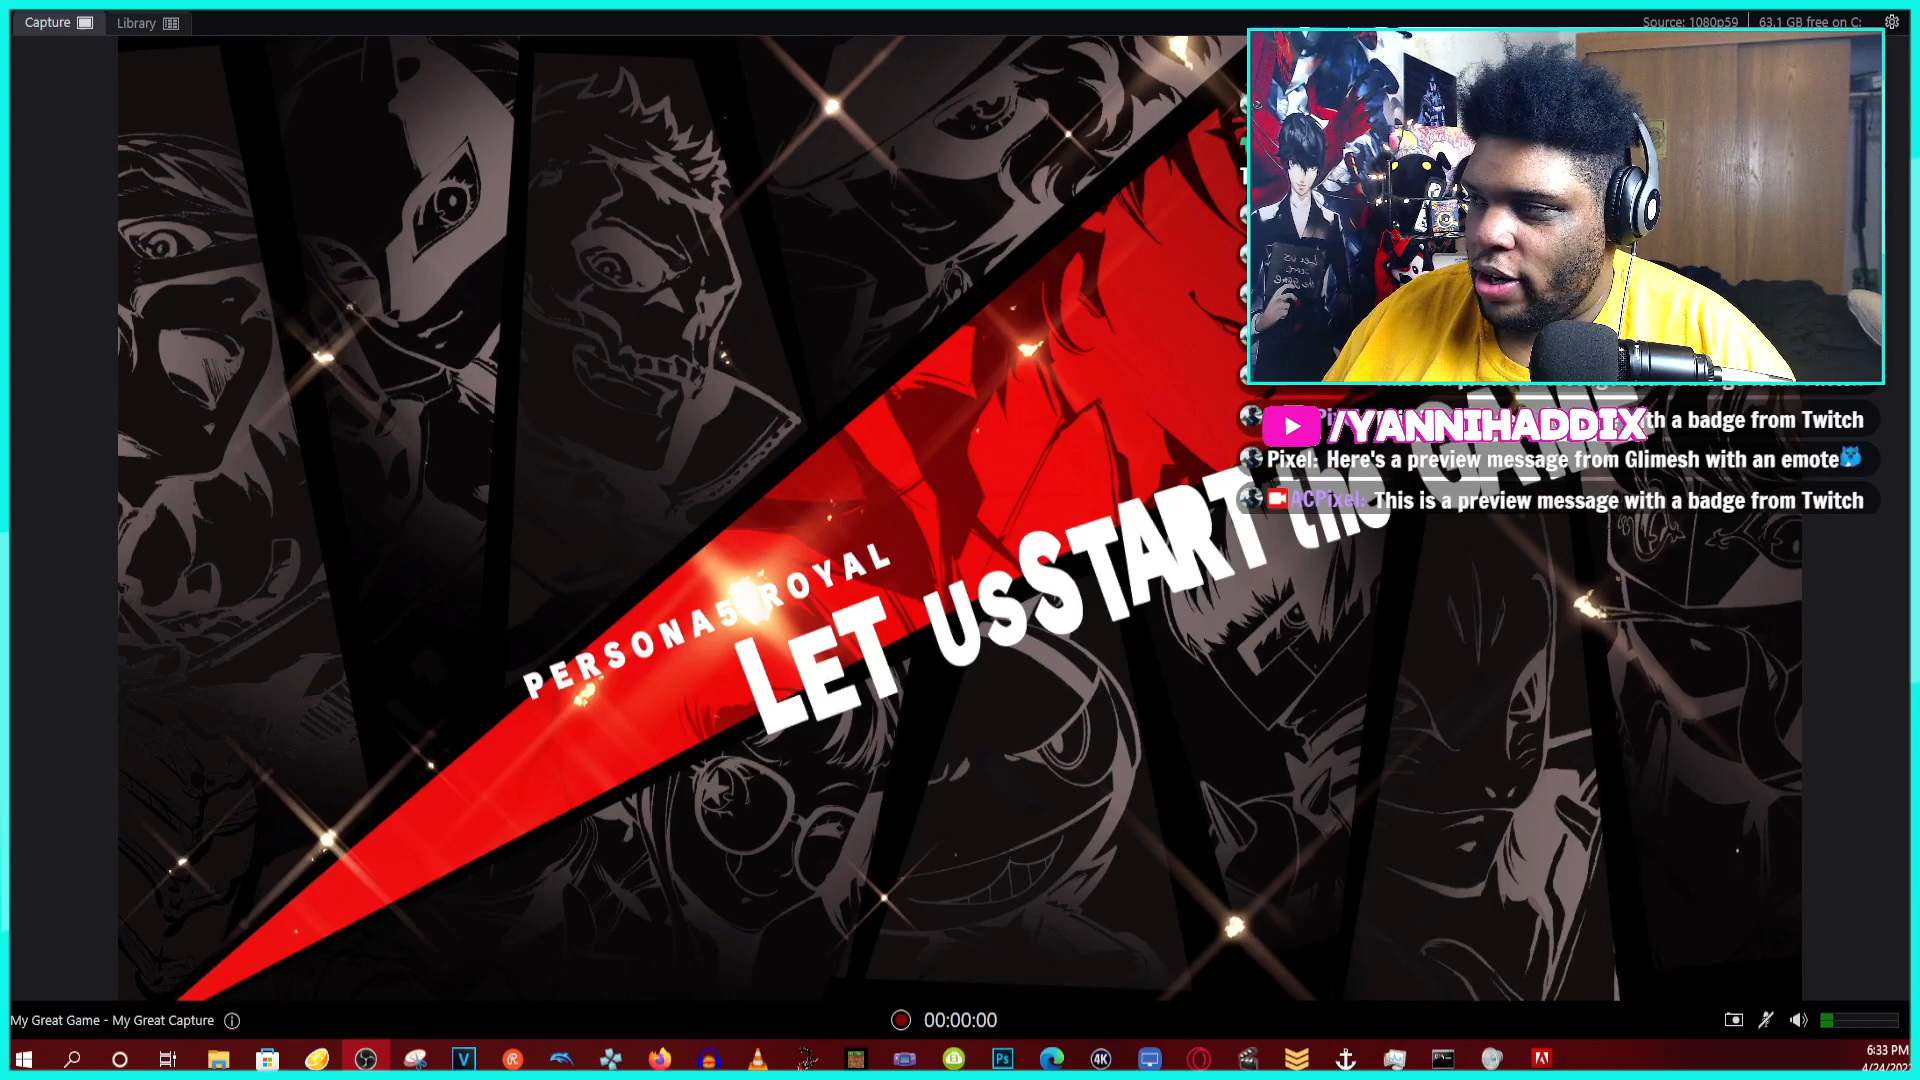 Capture
Library
Source: 1080p59
63.1 GB free on C:
/YANNIHADDIX
th a badge from Twitch
Pixel: Here's a preview message from Glimesh with an emote
ACPixel: This is a preview message with a badge from Twitch
PERSONA5 ROYAL
LET US START the GAME
My Great Game - My Great Capture
00:00:00
6:33 PM